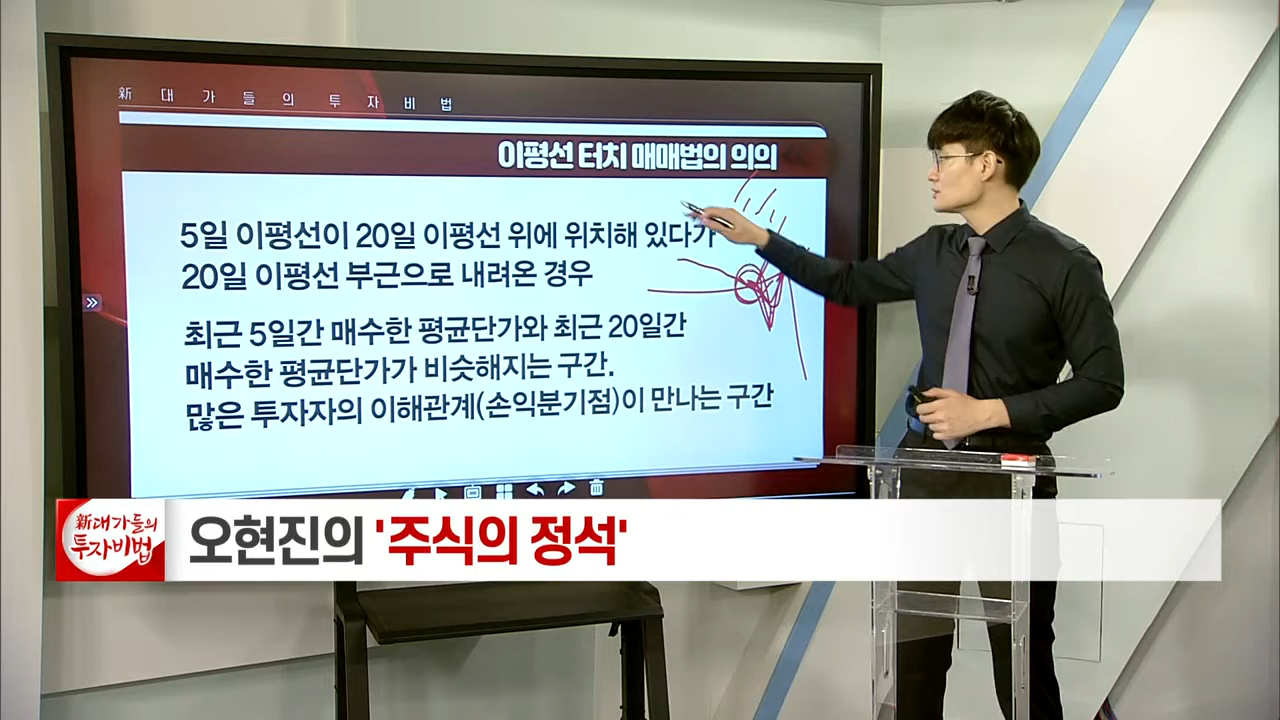 新 대 가 들 의 투 자 비 법
이평선 터치 매매법의 의의
5일 이평선이 20일 이평선 위에 위치해 있다가
20일 이평선 부근으로 내려온 경우
최근 5일간 매수한 평균단가와 최근 20일간
매수한 평균단가가 비슷해지는 구간.
많은 투자자의 이해관계(손익분기점)이 만나는 구간
新대가들의
투자비법
오현진의 '주식의 정석'